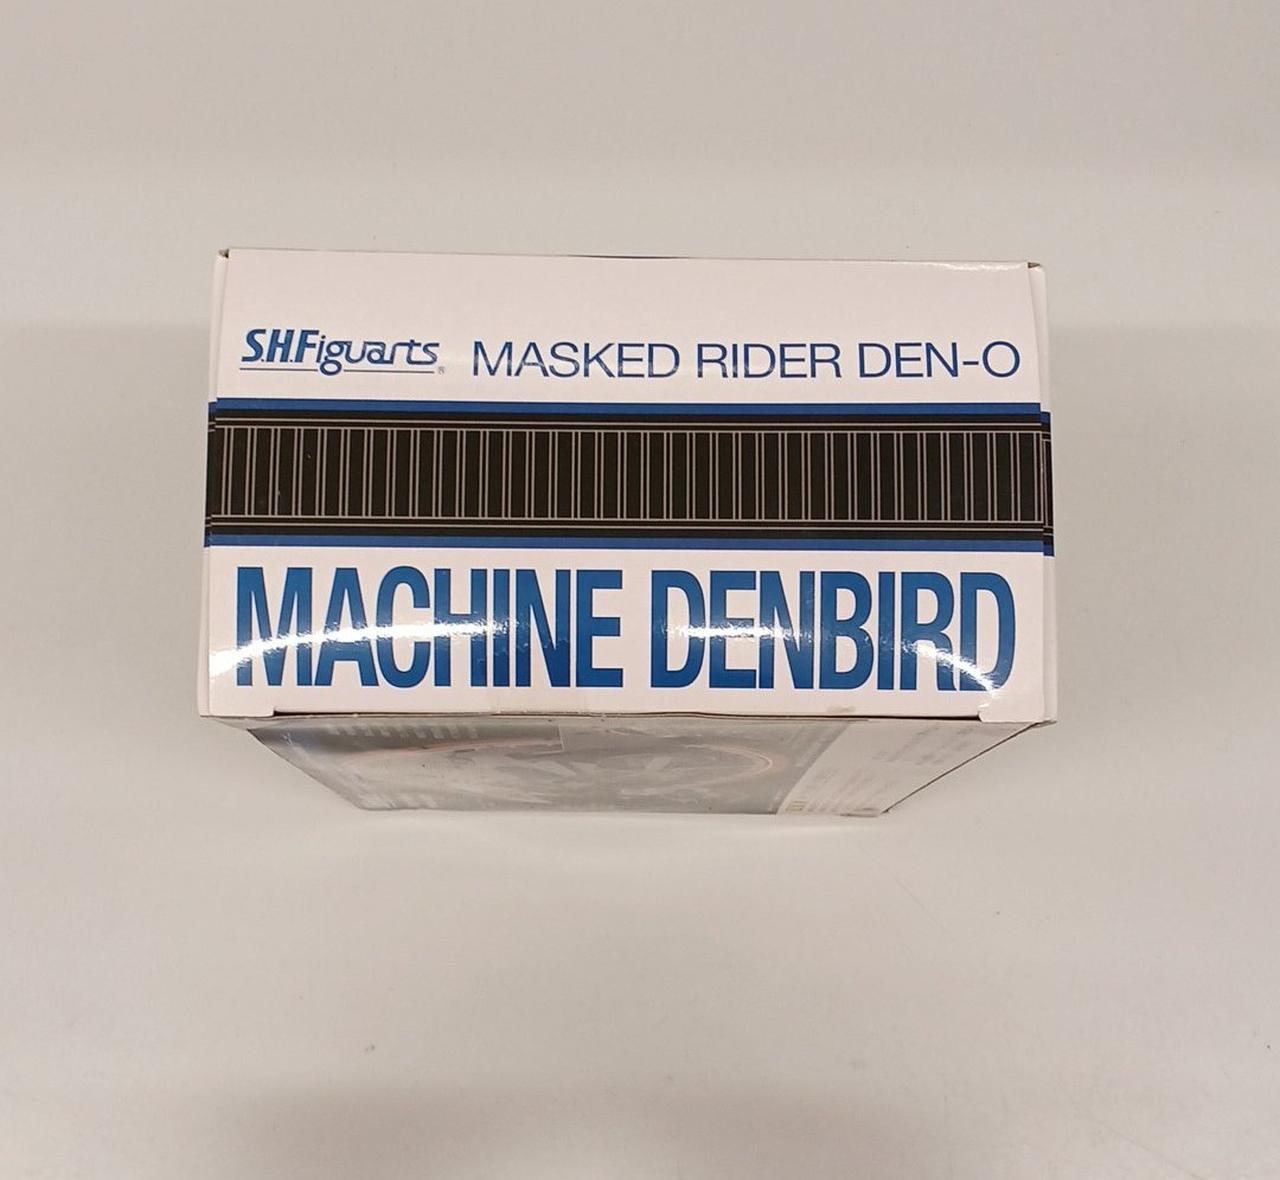 S.H.Figuarts® MASKED RIDER DEN-O
MACHINE DENBIRD